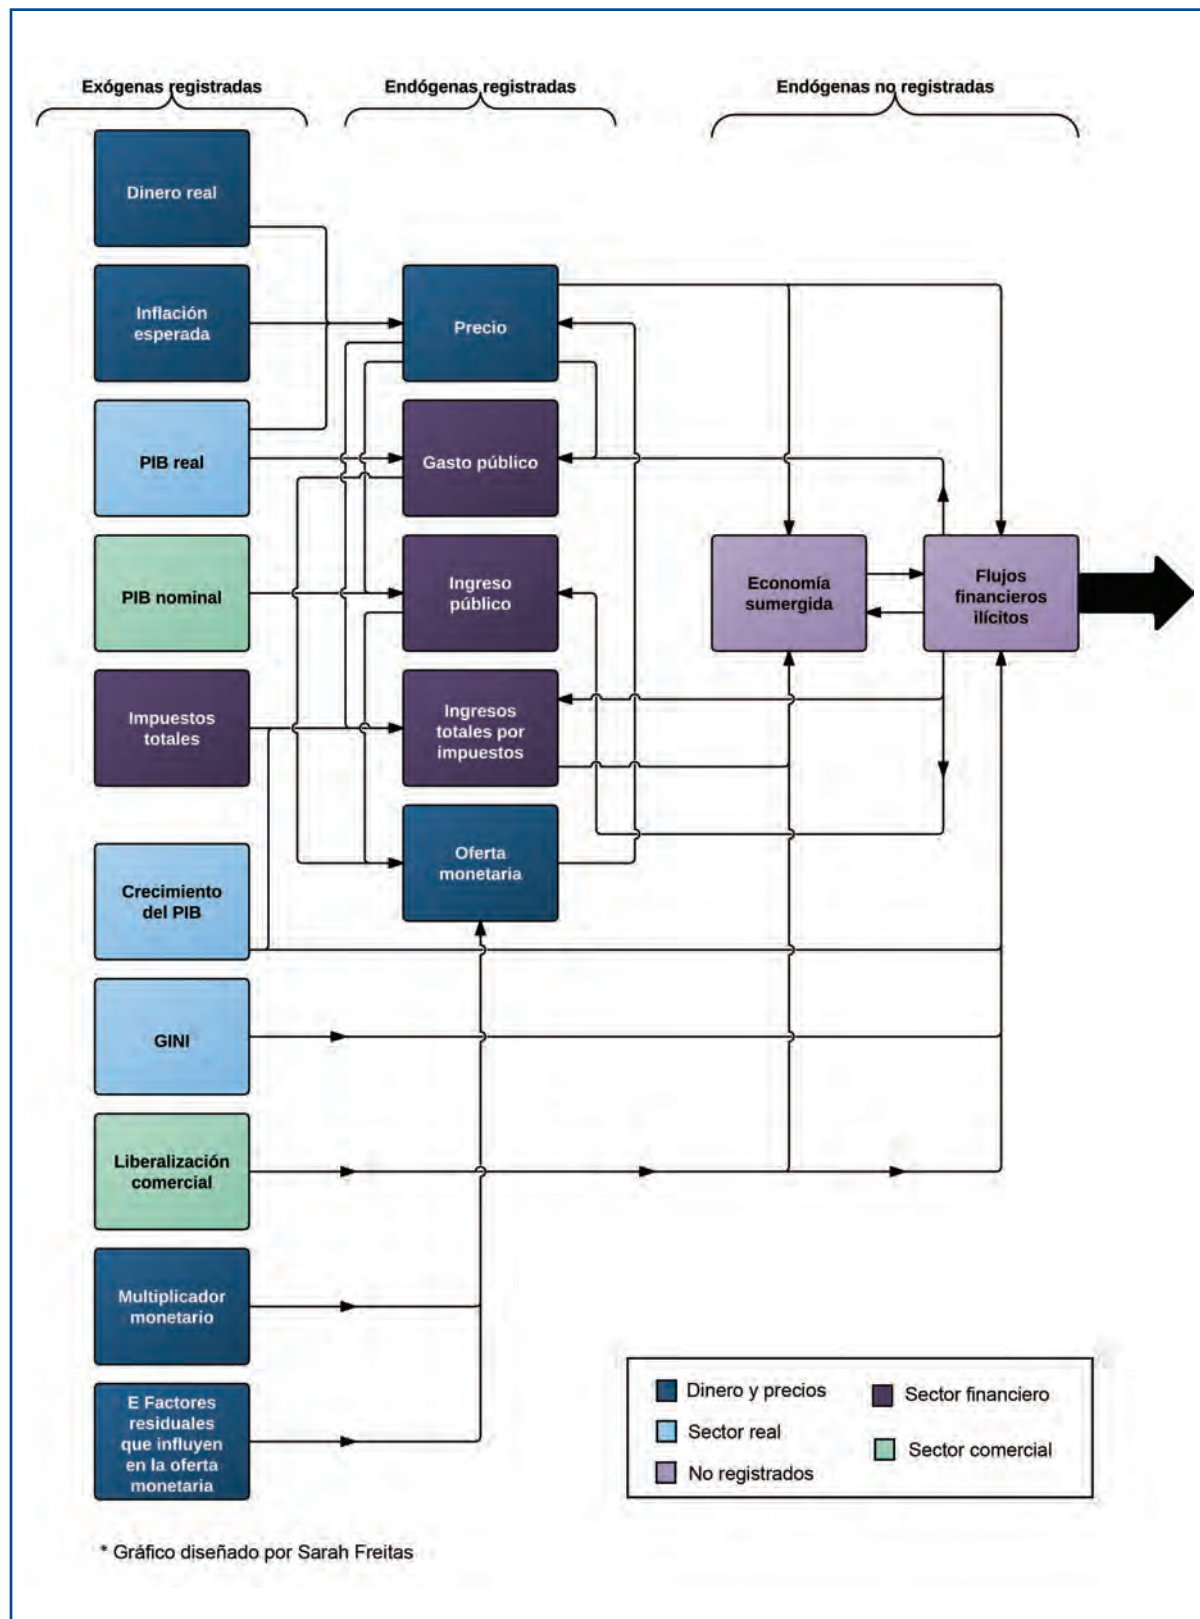 Exógenas registradas
Endógenas registradas
Endógenas no registradas
Dinero real
Inflación
esperada
Precio
PIB real
Gasto público
PIB nominal
Ingreso
público
Economía
sumergida
Flujos
financieros
ilícitos
Impuestos
totales
Ingresos
totales por
impuestos
Crecimiento
del PIB
Oferta
monetaria
GINI
Liberalización
comercial
Multiplicador
monetario
E Factores
residuales
que influyen
en la oferta
monetaria
Dinero y precios
Sector real
No registrados
Sector financiero
Sector comercial
* Gráfico diseñado por Sarah Freitas